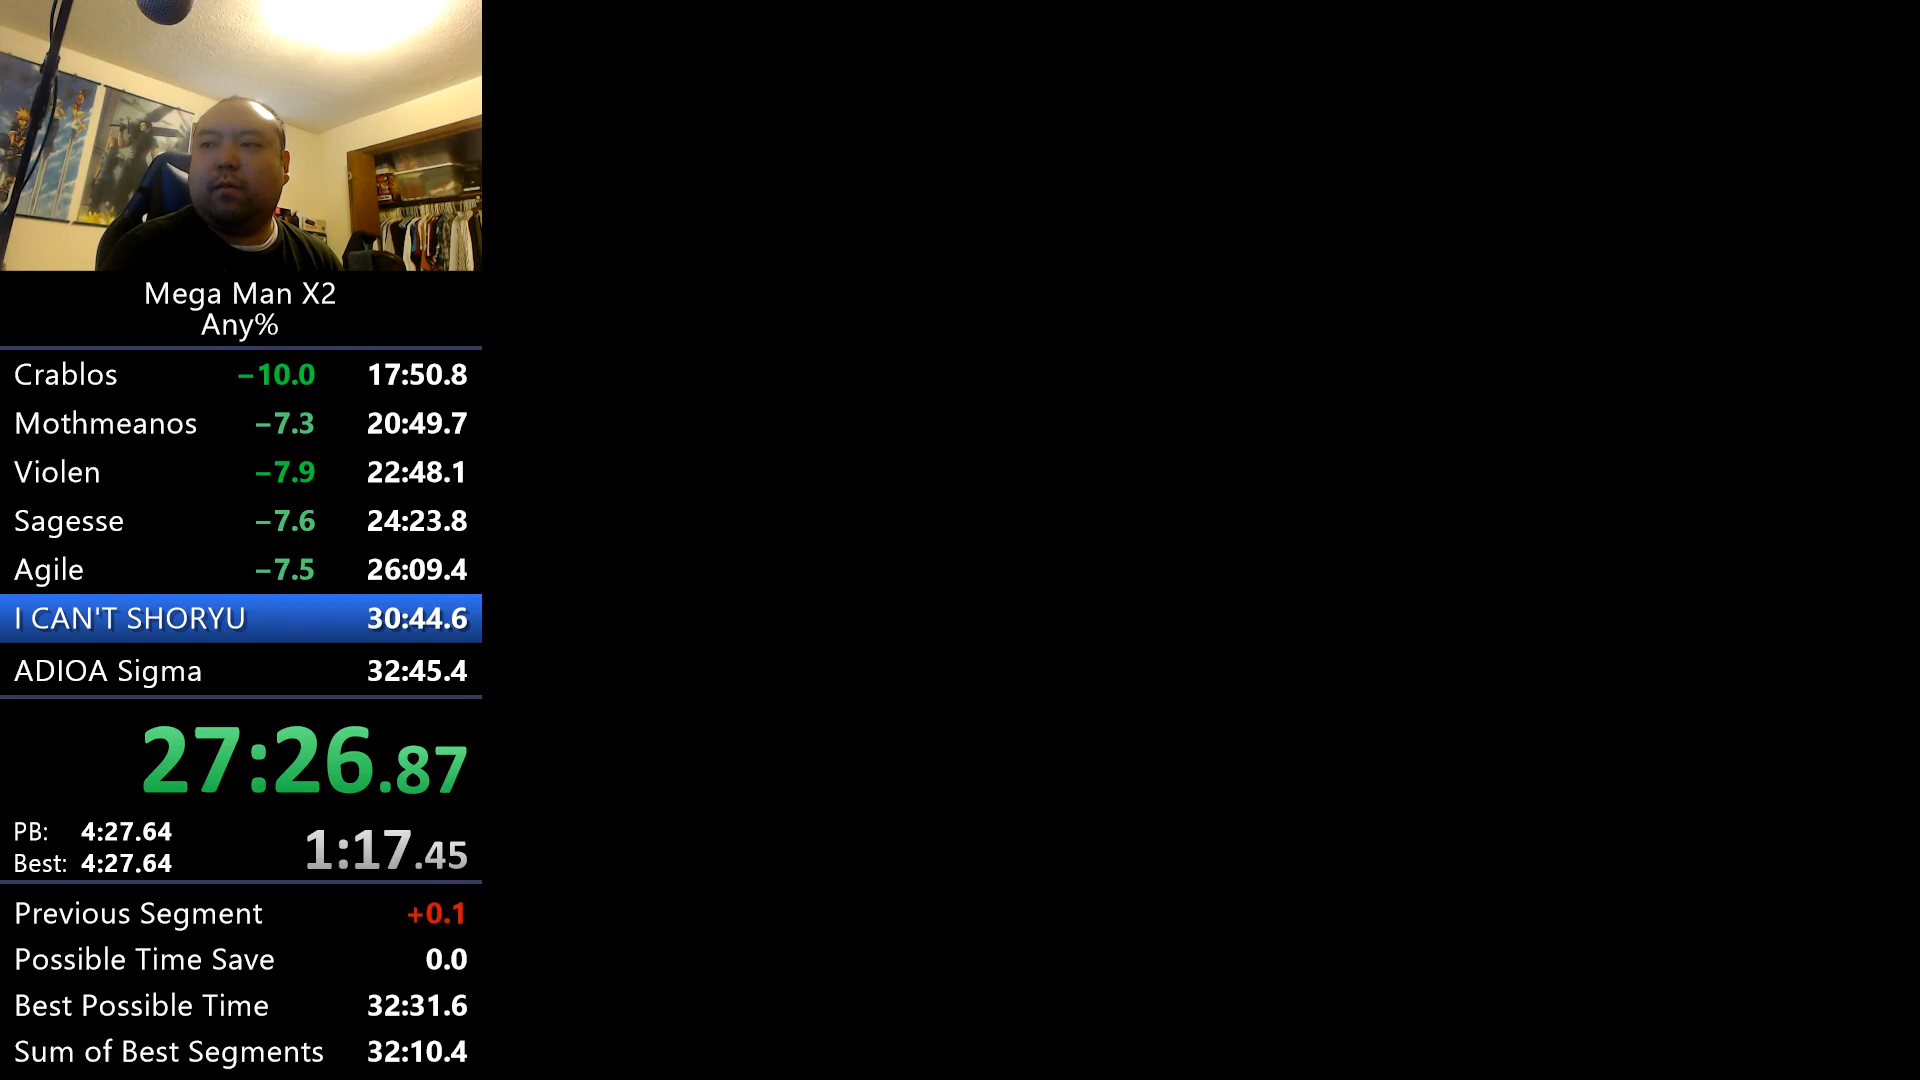 Mega Man X2
Any%
Crablos −10.0 17:50.8
Mothmeanos −7.3 20:49.7
Violen −7.9 22:48.1
Sagesse −7.6 24:23.8
Agile −7.5 26:09.4
I CAN'T SHORYU 30:44.6
ADIOA Sigma 32:45.4
27:26.87
PB: 4:27.64
Best: 4:27.64
1:17.45
Previous Segment +0.1
Possible Time Save 0.0
Best Possible Time 32:31.6
Sum of Best Segments 32:10.4